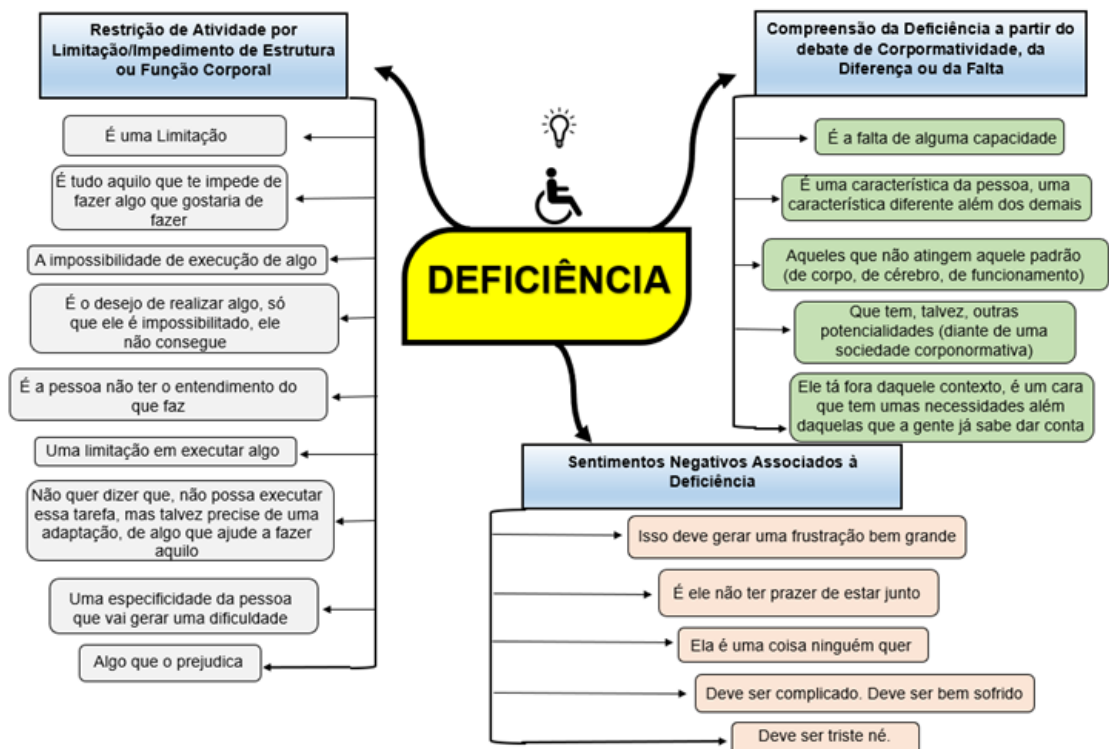 Restrição de Atividade por
Limitação/Impedimento de Estrutura
ou Função Corporal
É uma Limitação
É tudo aquilo que te impede de
fazer algo que gostaria de
fazer
A impossibilidade de execução de algo
É o desejo de realizar algo, só
que ele é impossibilitado, ele
não consegue
É a pessoa não ter o entendimento do
que faz
Uma limitação em executar algo
Não quer dizer que, não possa executar
essa tarefa, mas talvez precise de uma
adaptação, de algo que ajude a fazer
aquilo
Uma especificidade da pessoa
que vai gerar uma dificuldade
Algo que o prejudica
DEFICIÊNCIA
Compreensão da Deficiência a partir do
debate de Corpormatividade, da
Diferença ou da Falta
É a falta de alguma capacidade
É uma característica da pessoa, uma
característica diferente além dos demais
Aqueles que não atingem aquele padrão
(de corpo, de cérebro, de funcionamento)
Que tem, talvez, outras
potencialidades (diante de uma
sociedade corponormativa)
Ele tá fora daquele contexto, é um cara
que tem umas necessidades além
daquelas que a gente já sabe dar conta
Sentimentos Negativos Associados à
Deficiência
Isso deve gerar uma frustração bem grande
É ele não ter prazer de estar junto
Ela é uma coisa ninguém quer
Deve ser complicado. Deve ser bem sofrido
Deve ser triste né.